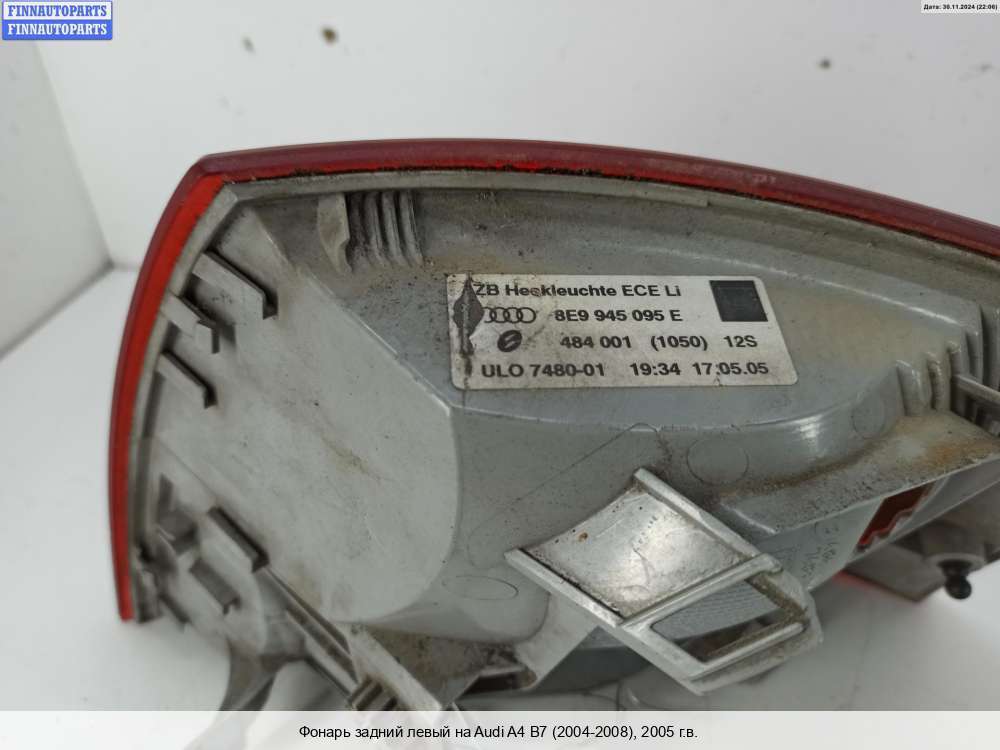 FINNAUTOPARTS
FINNAUTOPARTS
Дата: 30.11.2024 (22:06)
ZB Heckleuchte ECE Li
8E9 945 095 E
484 001 (1050) 12S
ULO 7480-01 19:34 17.05.05
Фонарь задний левый на Audi A4 B7 (2004-2008), 2005 г.в.